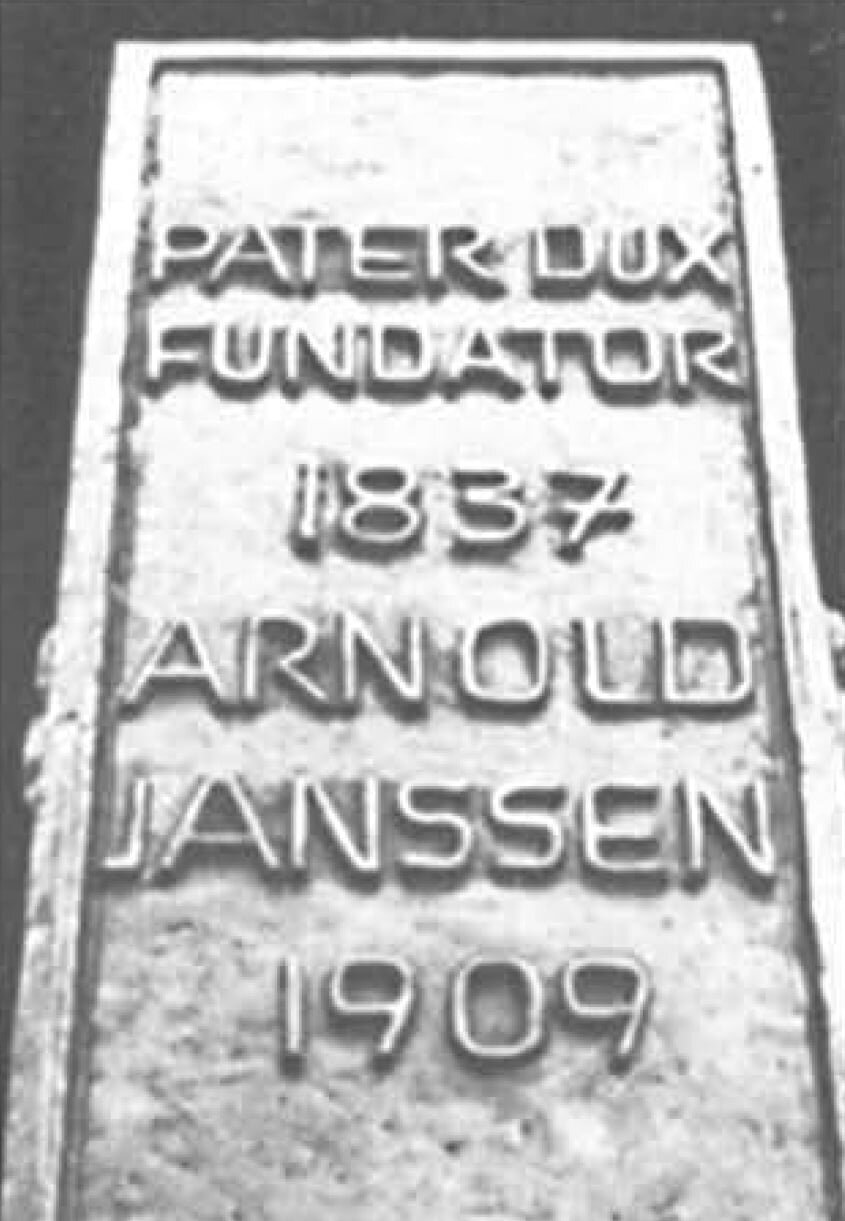 PATER DUX
FUNDATOR
1837
ARNOLD
JANSSEN
1909